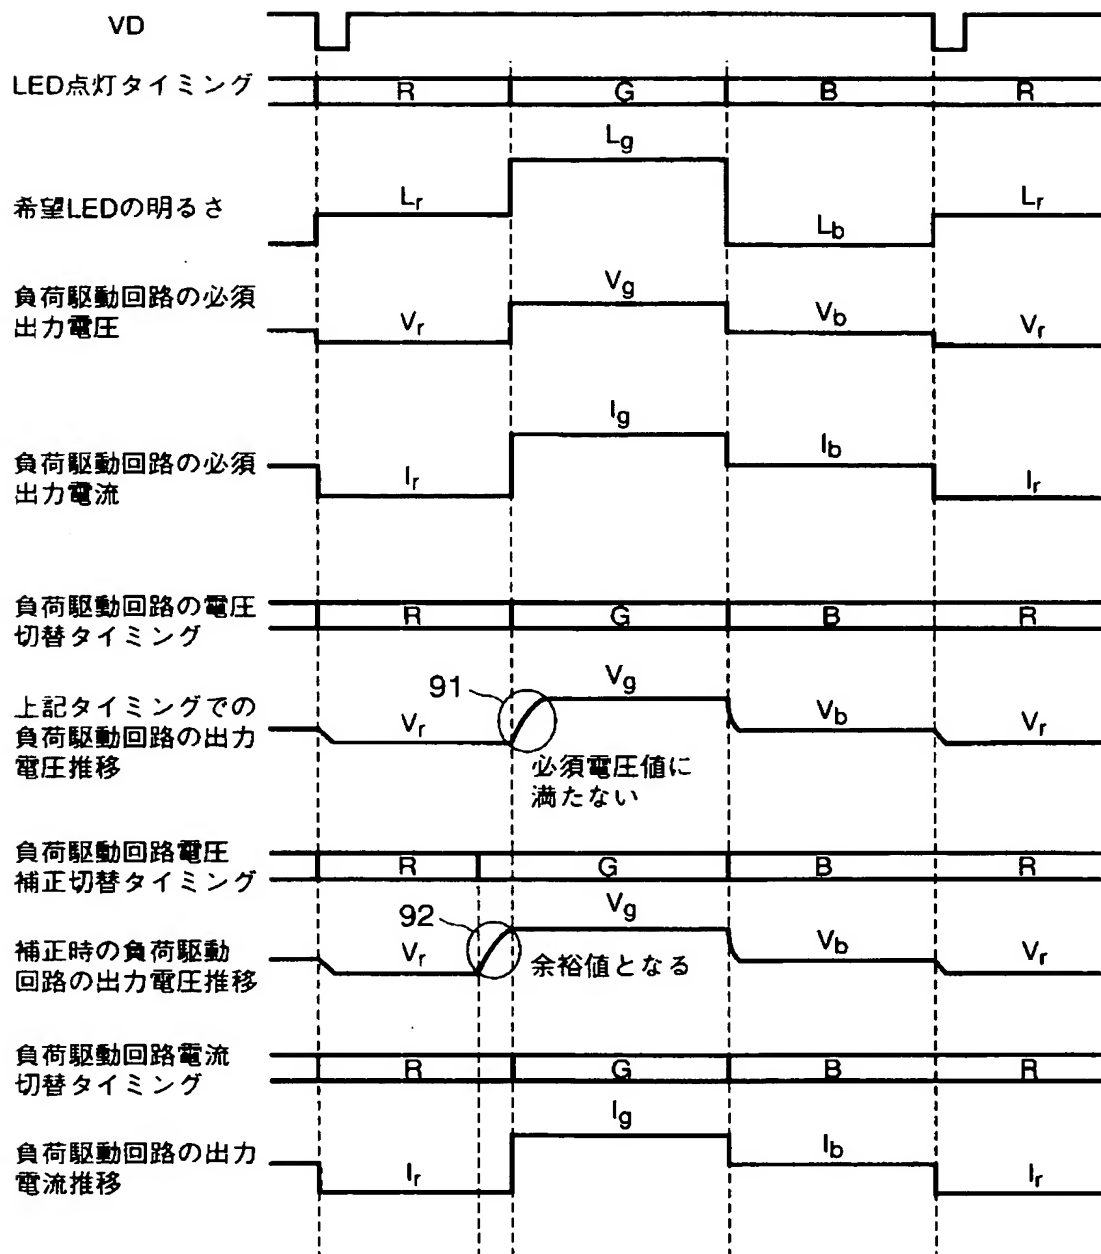 VD
LED点灯タイミング
R G B R
希望LEDの明るさ
Lr Lg Lb Lr
負荷駆動回路の必須
出力電圧
Vr Vg Vb Vr
負荷駆動回路の必須
出力電流
Ir Ig Ib Ir
負荷駆動回路の電圧
切替タイミング
R G B R
上記タイミングでの
負荷駆動回路の出力
電圧推移
Vr 91 Vg Vb Vr
必須電圧値に
満たない
負荷駆動回路電圧
補正切替タイミング
R G B R
補正時の負荷駆動
回路の出力電圧推移
Vr 92 Vg Vb Vr
余裕値となる
負荷駆動回路電流
切替タイミング
R G B R
負荷駆動回路の出力
電流推移
Ir Ig Ib Ir